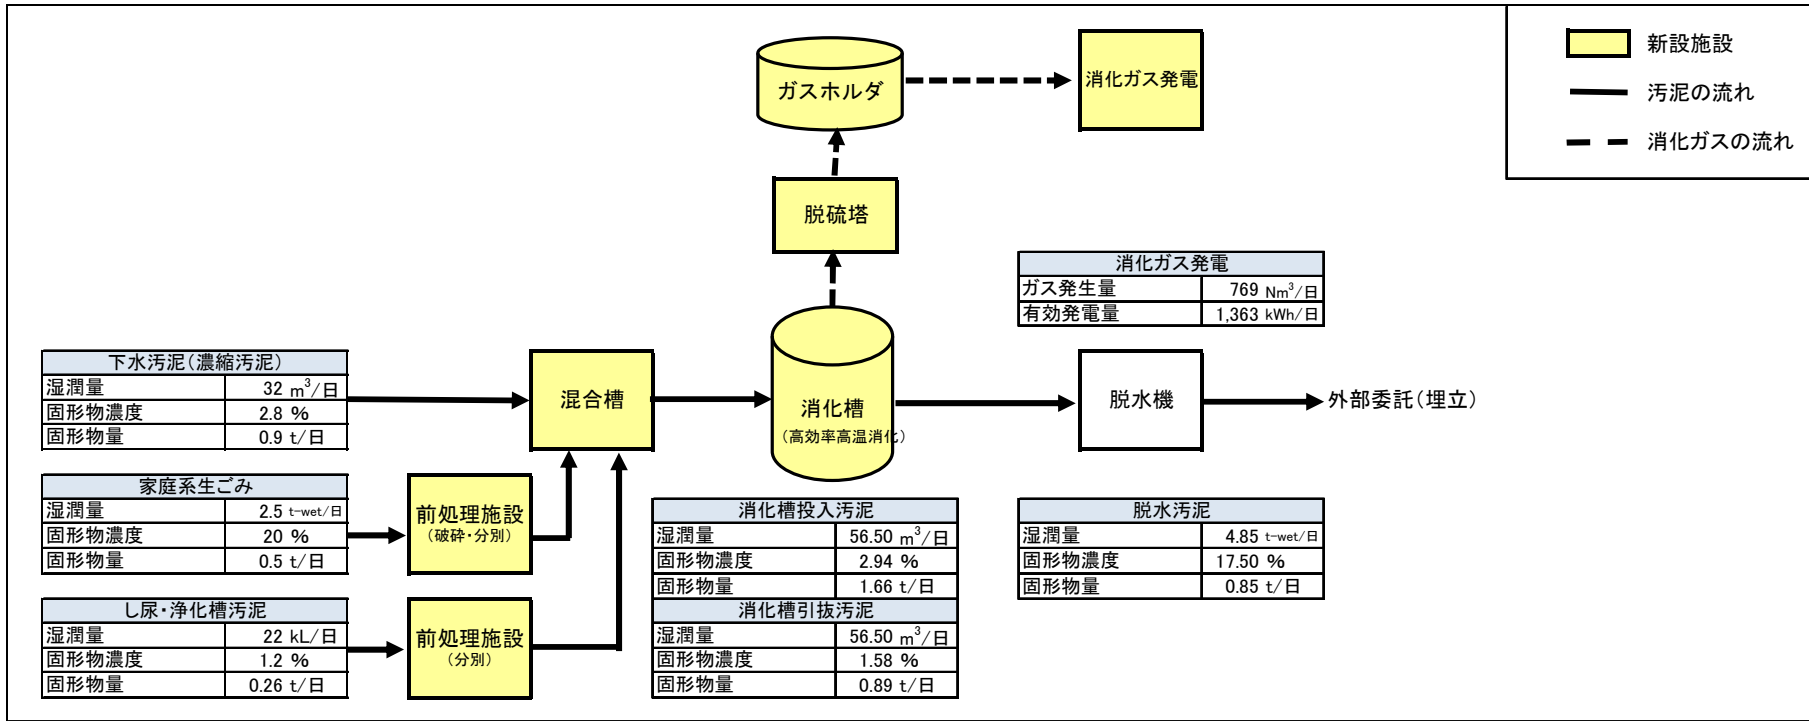 新設施設
汚泥の流れ
消化ガスの流れ
ガスホルダ
消化ガス発電
脱硫塔
消化ガス発電
ガス発生量 769 Nm³/日
有効発電量 1,363 kWh/日
下水汚泥(濃縮汚泥)
湿潤量 32 m³/日
固形物濃度 2.8 %
固形物量 0.9 t/日
混合槽
消化槽
(高効率高温消化)
脱水機
外部委託(埋立)
家庭系生ごみ
湿潤量 2.5 t-wet/日
固形物濃度 20 %
固形物量 0.5 t/日
前処理施設
(破砕・分別)
消化槽投入汚泥
湿潤量 56.50 m³/日
固形物濃度 2.94 %
固形物量 1.66 t/日
脱水汚泥
湿潤量 4.85 t-wet/日
固形物濃度 17.50 %
固形物量 0.85 t/日
し尿・浄化槽汚泥
湿潤量 22 kL/日
固形物濃度 1.2 %
固形物量 0.26 t/日
前処理施設
(分別)
消化槽引抜汚泥
湿潤量 56.50 m³/日
固形物濃度 1.58 %
固形物量 0.89 t/日